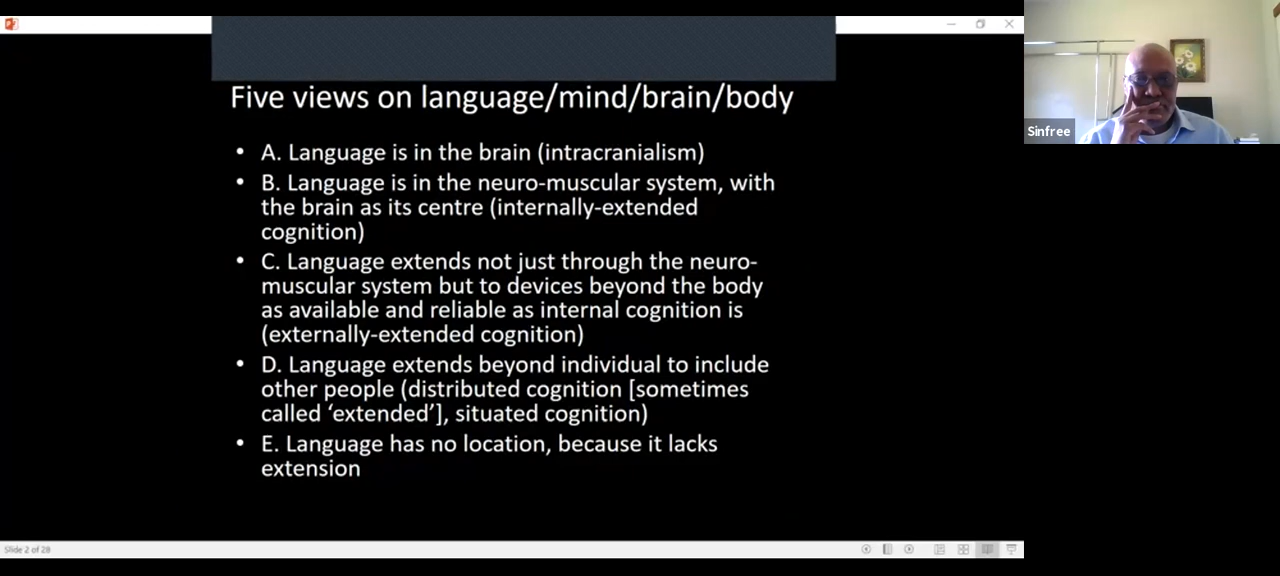 Five views on language/mind/brain/body
• A. Language is in the brain (intracranialism)
• B. Language is in the neuro-muscular system, with
the brain as its centre (internally-extended
cognition)
• C. Language extends not just through the neuro-
muscular system but to devices beyond the body
as available and reliable as internal cognition is
(externally-extended cognition)
• D. Language extends beyond individual to include
other people (distributed cognition [sometimes
called ‘extended’], situated cognition)
• E. Language has no location, because it lacks
extension
Sinfree
Slide 2 of 28